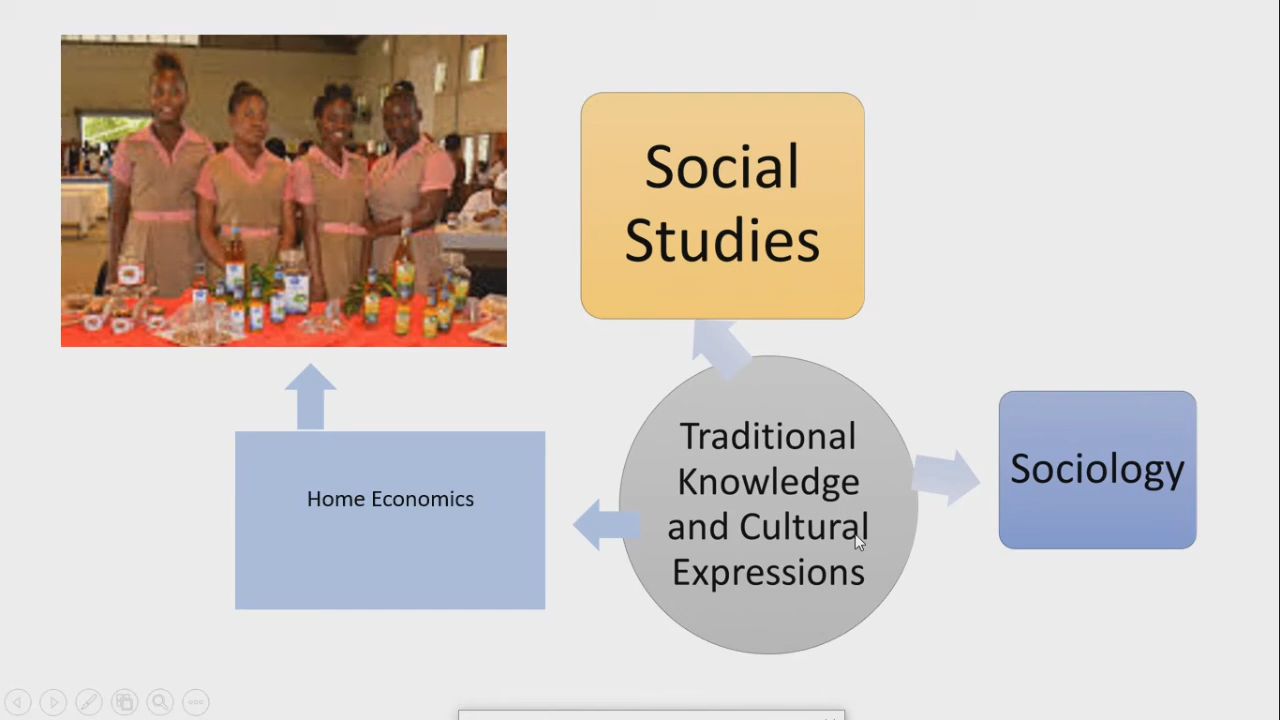 Social
Studies
Traditional
Knowledge
and Cultural
Expressions
Sociology
Home Economics